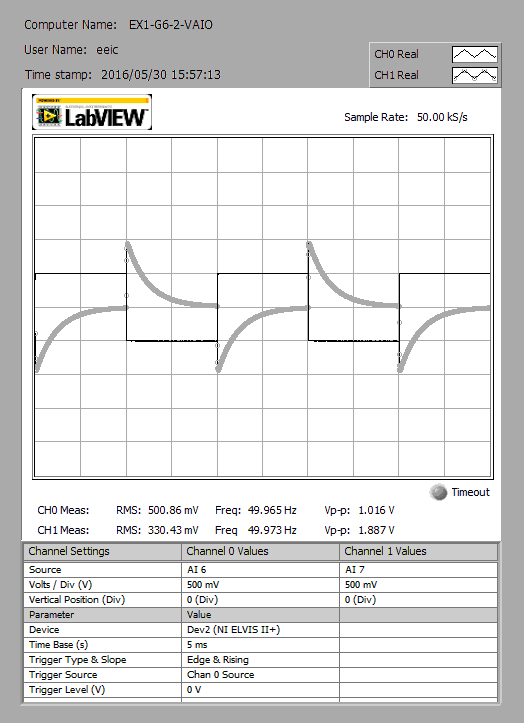 Computer Name: EX1-G6-2-VAIO
User Name: eeic
Time stamp: 2016/05/30 15:57:13
CH0 Real
CH1 Real
POWERED BY
LabVIEW™
Sample Rate: 50.00 kS/s
Timeout
CH0 Meas: RMS: 500.86 mV Freq: 49.965 Hz Vp-p: 1.016 V
CH1 Meas: RMS: 330.43 mV Freq 49.973 Hz Vp-p: 1.887 V
Channel Settings Channel 0 Values Channel 1 Values
Source AI 6 AI 7
Volts / Div (V) 500 mV 500 mV
Vertical Position (Div) 0 (Div) 0 (Div)
Parameter Value
Device Dev2 (NI ELVIS II+)
Time Base (s) 5 ms
Trigger Type & Slope Edge & Rising
Trigger Source Chan 0 Source
Trigger Level (V) 0 V